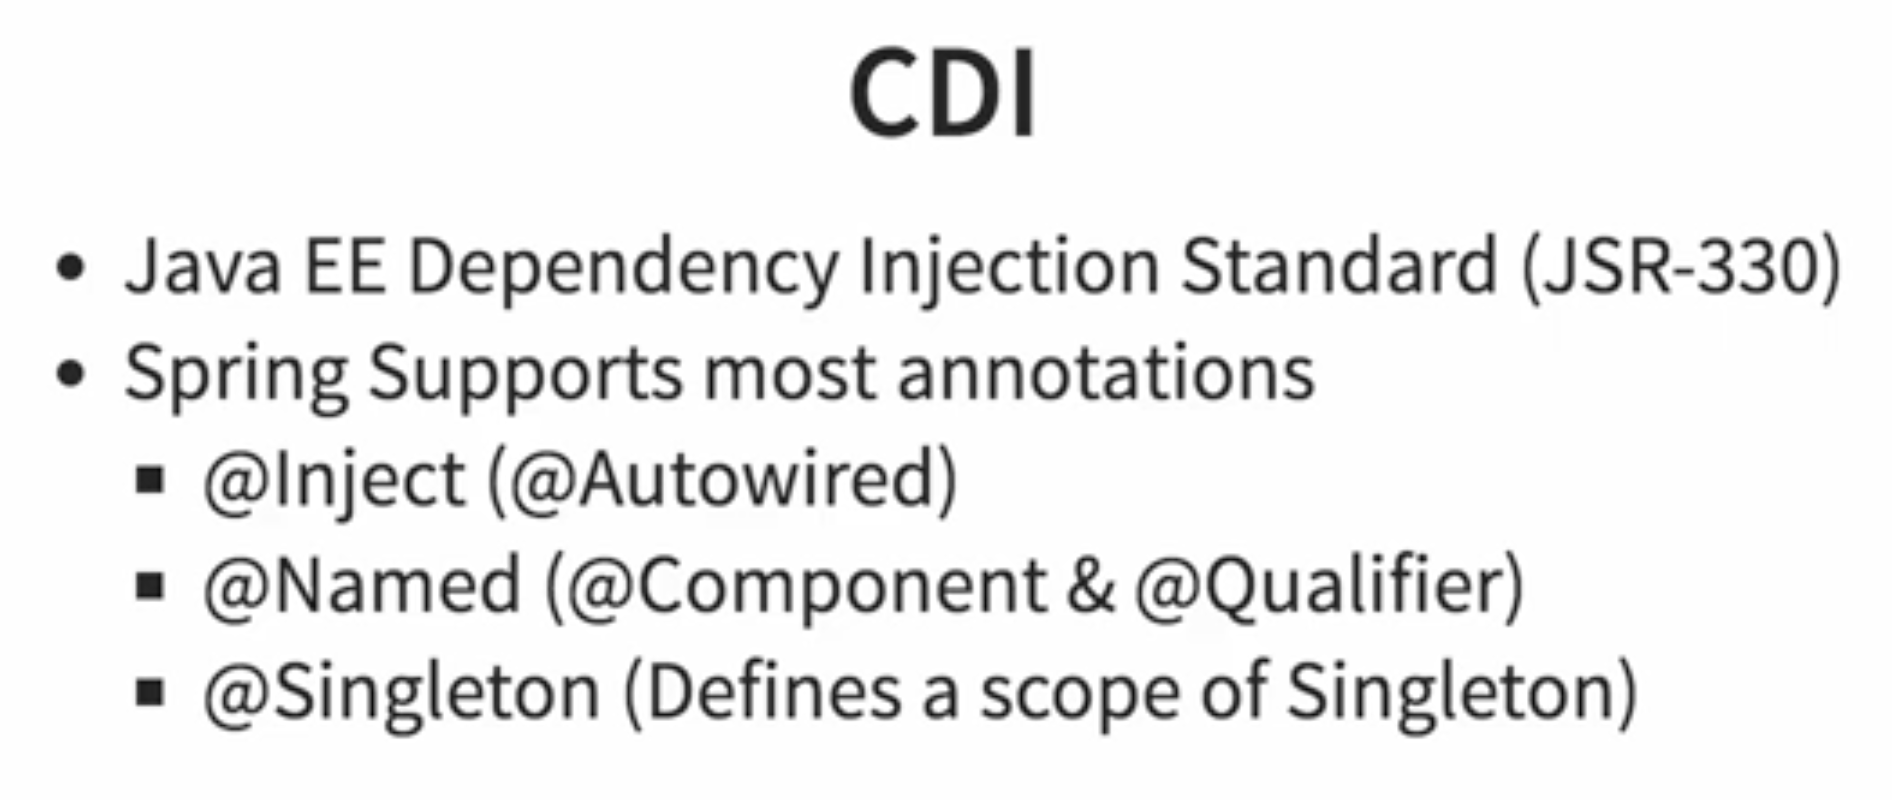 CDI
• Java EE Dependency Injection Standard (JSR-330)
• Spring Supports most annotations
▪ @Inject (@Autowired)
▪ @Named (@Component & @Qualifier)
▪ @Singleton (Defines a scope of Singleton)